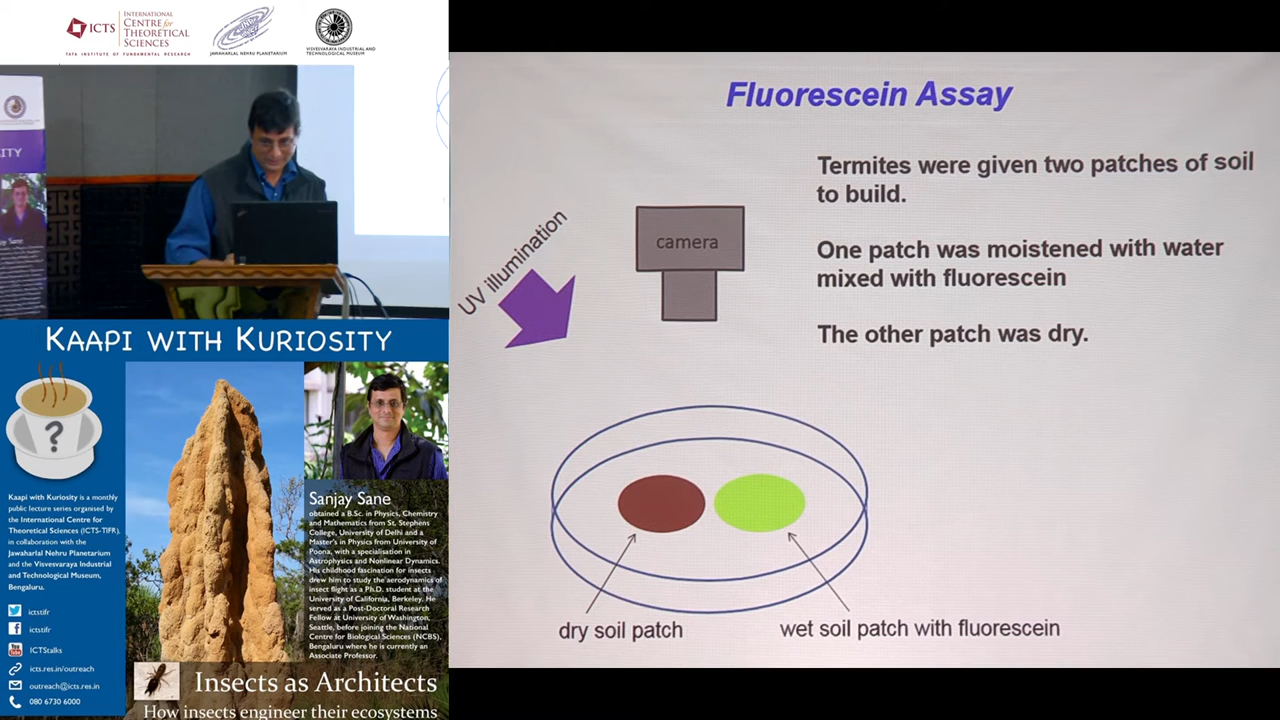 ICTS
INTERNATIONAL
CENTRE for
THEORETICAL
SCIENCES
TATA INSTITUTE OF FUNDAMENTAL RESEARCH
JAWAHARLAL NEHRU PLANETARIUM
VISVESVARAYA INDUSTRIAL AND
TECHNOLOGICAL MUSEUM
ITY
Sane
KAAPI WITH KURIOSITY
?
Kaapi with Kuriosity is a monthly
public lecture series organised by
the International Centre for
Theoretical Sciences (ICTS-TIFR),
in collaboration with the
Jawaharlal Nehru Planetarium
and the Visvesvaraya Industrial
and Technological Museum,
Bengaluru.
ictstifr
ictstifr
You
Tube
ICTStalks
icts.res.in/outreach
outreach@icts.res.in
080 6730 6000
Sanjay Sane
obtained a B.Sc. in Physics, Chemistry
and Mathematics from St. Stephens
College, University of Delhi and a
Master's in Physics from University of
Poona, with a specialisation in
Astrophysics and Nonlinear Dynamics.
His childhood fascination for insects
drew him to study the aerodynamics of
insect flight as a Ph.D. student at the
University of California, Berkeley. He
served as a Post-Doctoral Research
Fellow at University of Washington,
Seattle, before joining the National
Centre for Biological Sciences (NCBS),
Bengaluru where he is currently an
Associate Professor.
Insects as Architects
How insects engineer their ecosystems
Fluorescein Assay
Termites were given two patches of soil
to build.
One patch was moistened with water
mixed with fluorescein
The other patch was dry.
UV illumination
camera
dry soil patch
wet soil patch with fluorescein